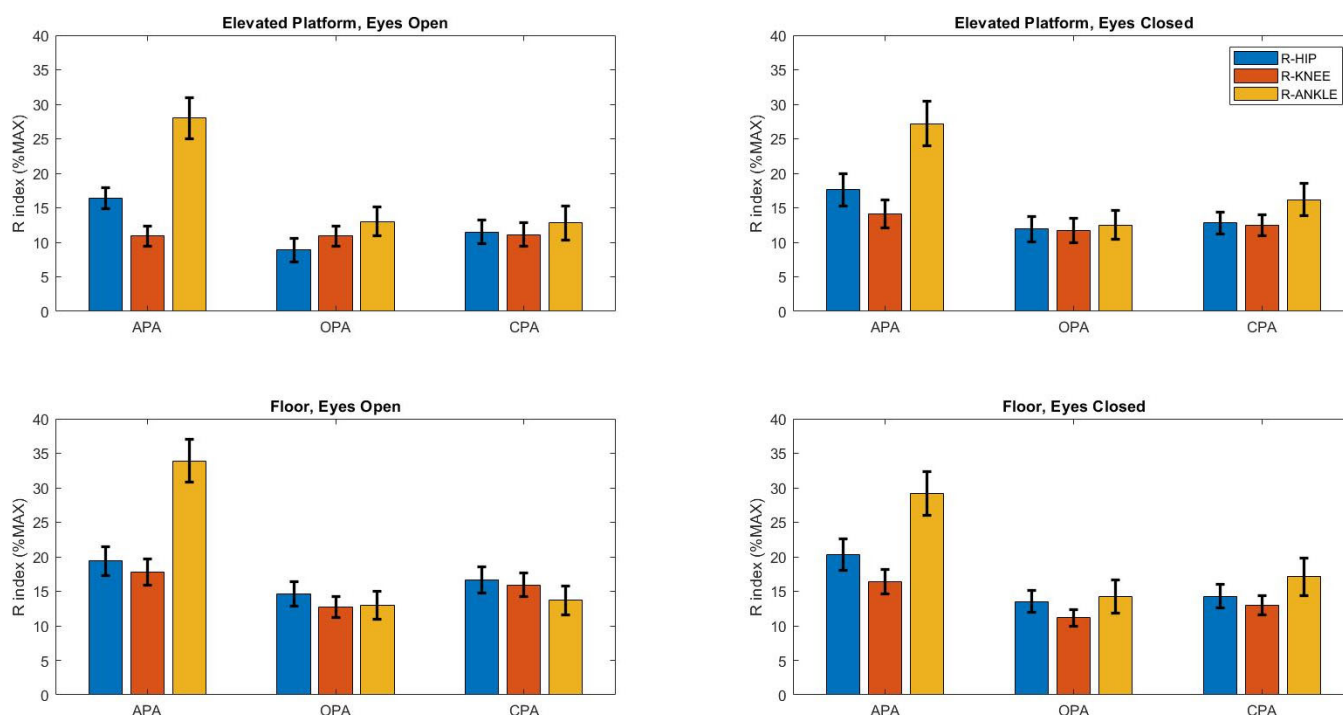 Elevated Platform, Eyes Open
R index (%MAX)
40
35
30
25
20
15
10
5
0
APA OPA CPA
Elevated Platform, Eyes Closed
R index (%MAX)
40
35
30
25
20
15
10
5
0
APA OPA CPA
R-HIP
R-KNEE
R-ANKLE
Floor, Eyes Open
R index (%MAX)
40
35
30
25
20
15
10
5
0
APA OPA CPA
Floor, Eyes Closed
R index (%MAX)
40
35
30
25
20
15
10
5
0
APA OPA CPA